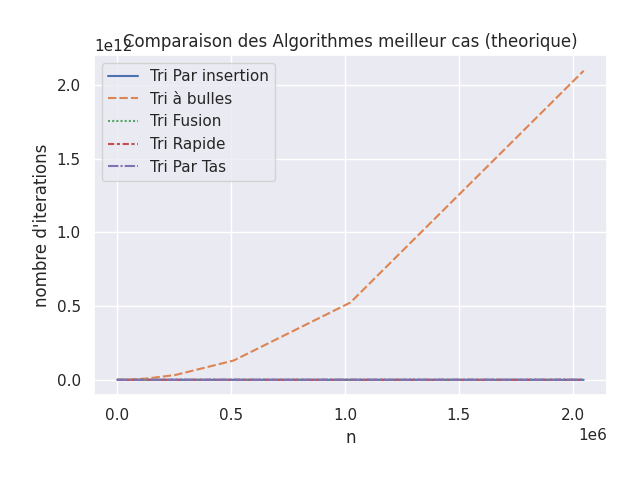 Comparaison des Algorithmes meilleur cas (theorique)
1e12
Tri Par insertion
Tri à bulles
Tri Fusion
Tri Rapide
Tri Par Tas
nombre d'iterations
2.0
1.5
1.0
0.5
0.0
0.0 0.5 1.0 1.5 2.0
1e6
n